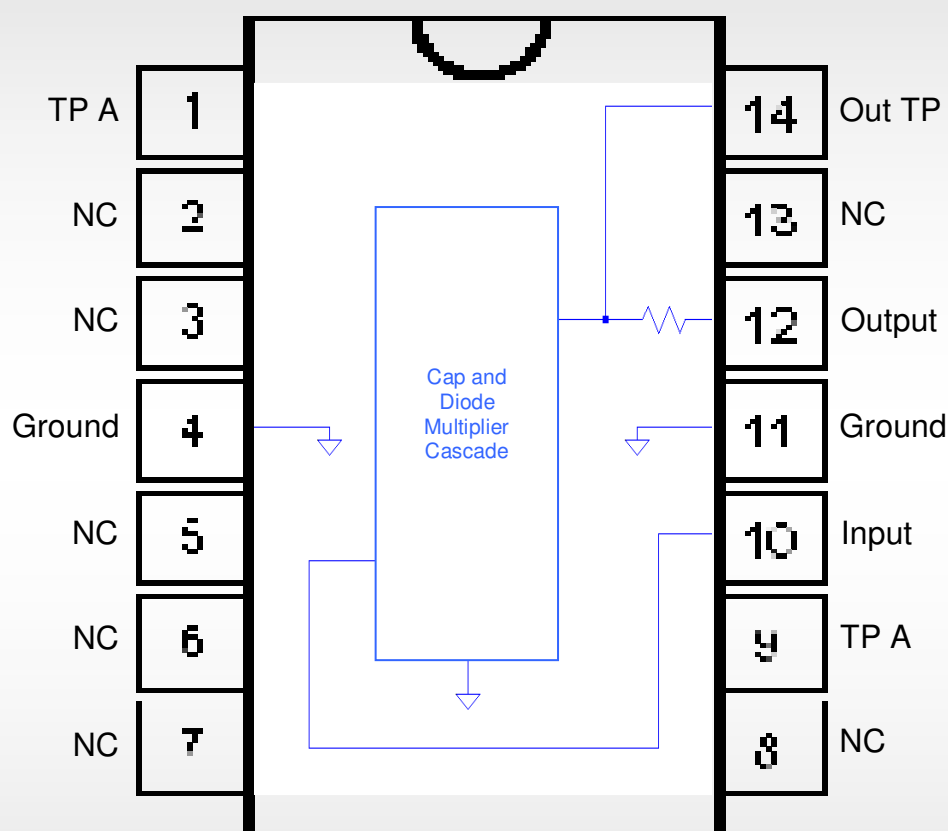 TP A 1 14 Out TP
NC 2 13 NC
NC 3 12 Output
Cap and
Diode
Multiplier
Cascade
Ground 4 11 Ground
NC 5 10 Input
NC 6 9 TP A
NC 7 8 NC